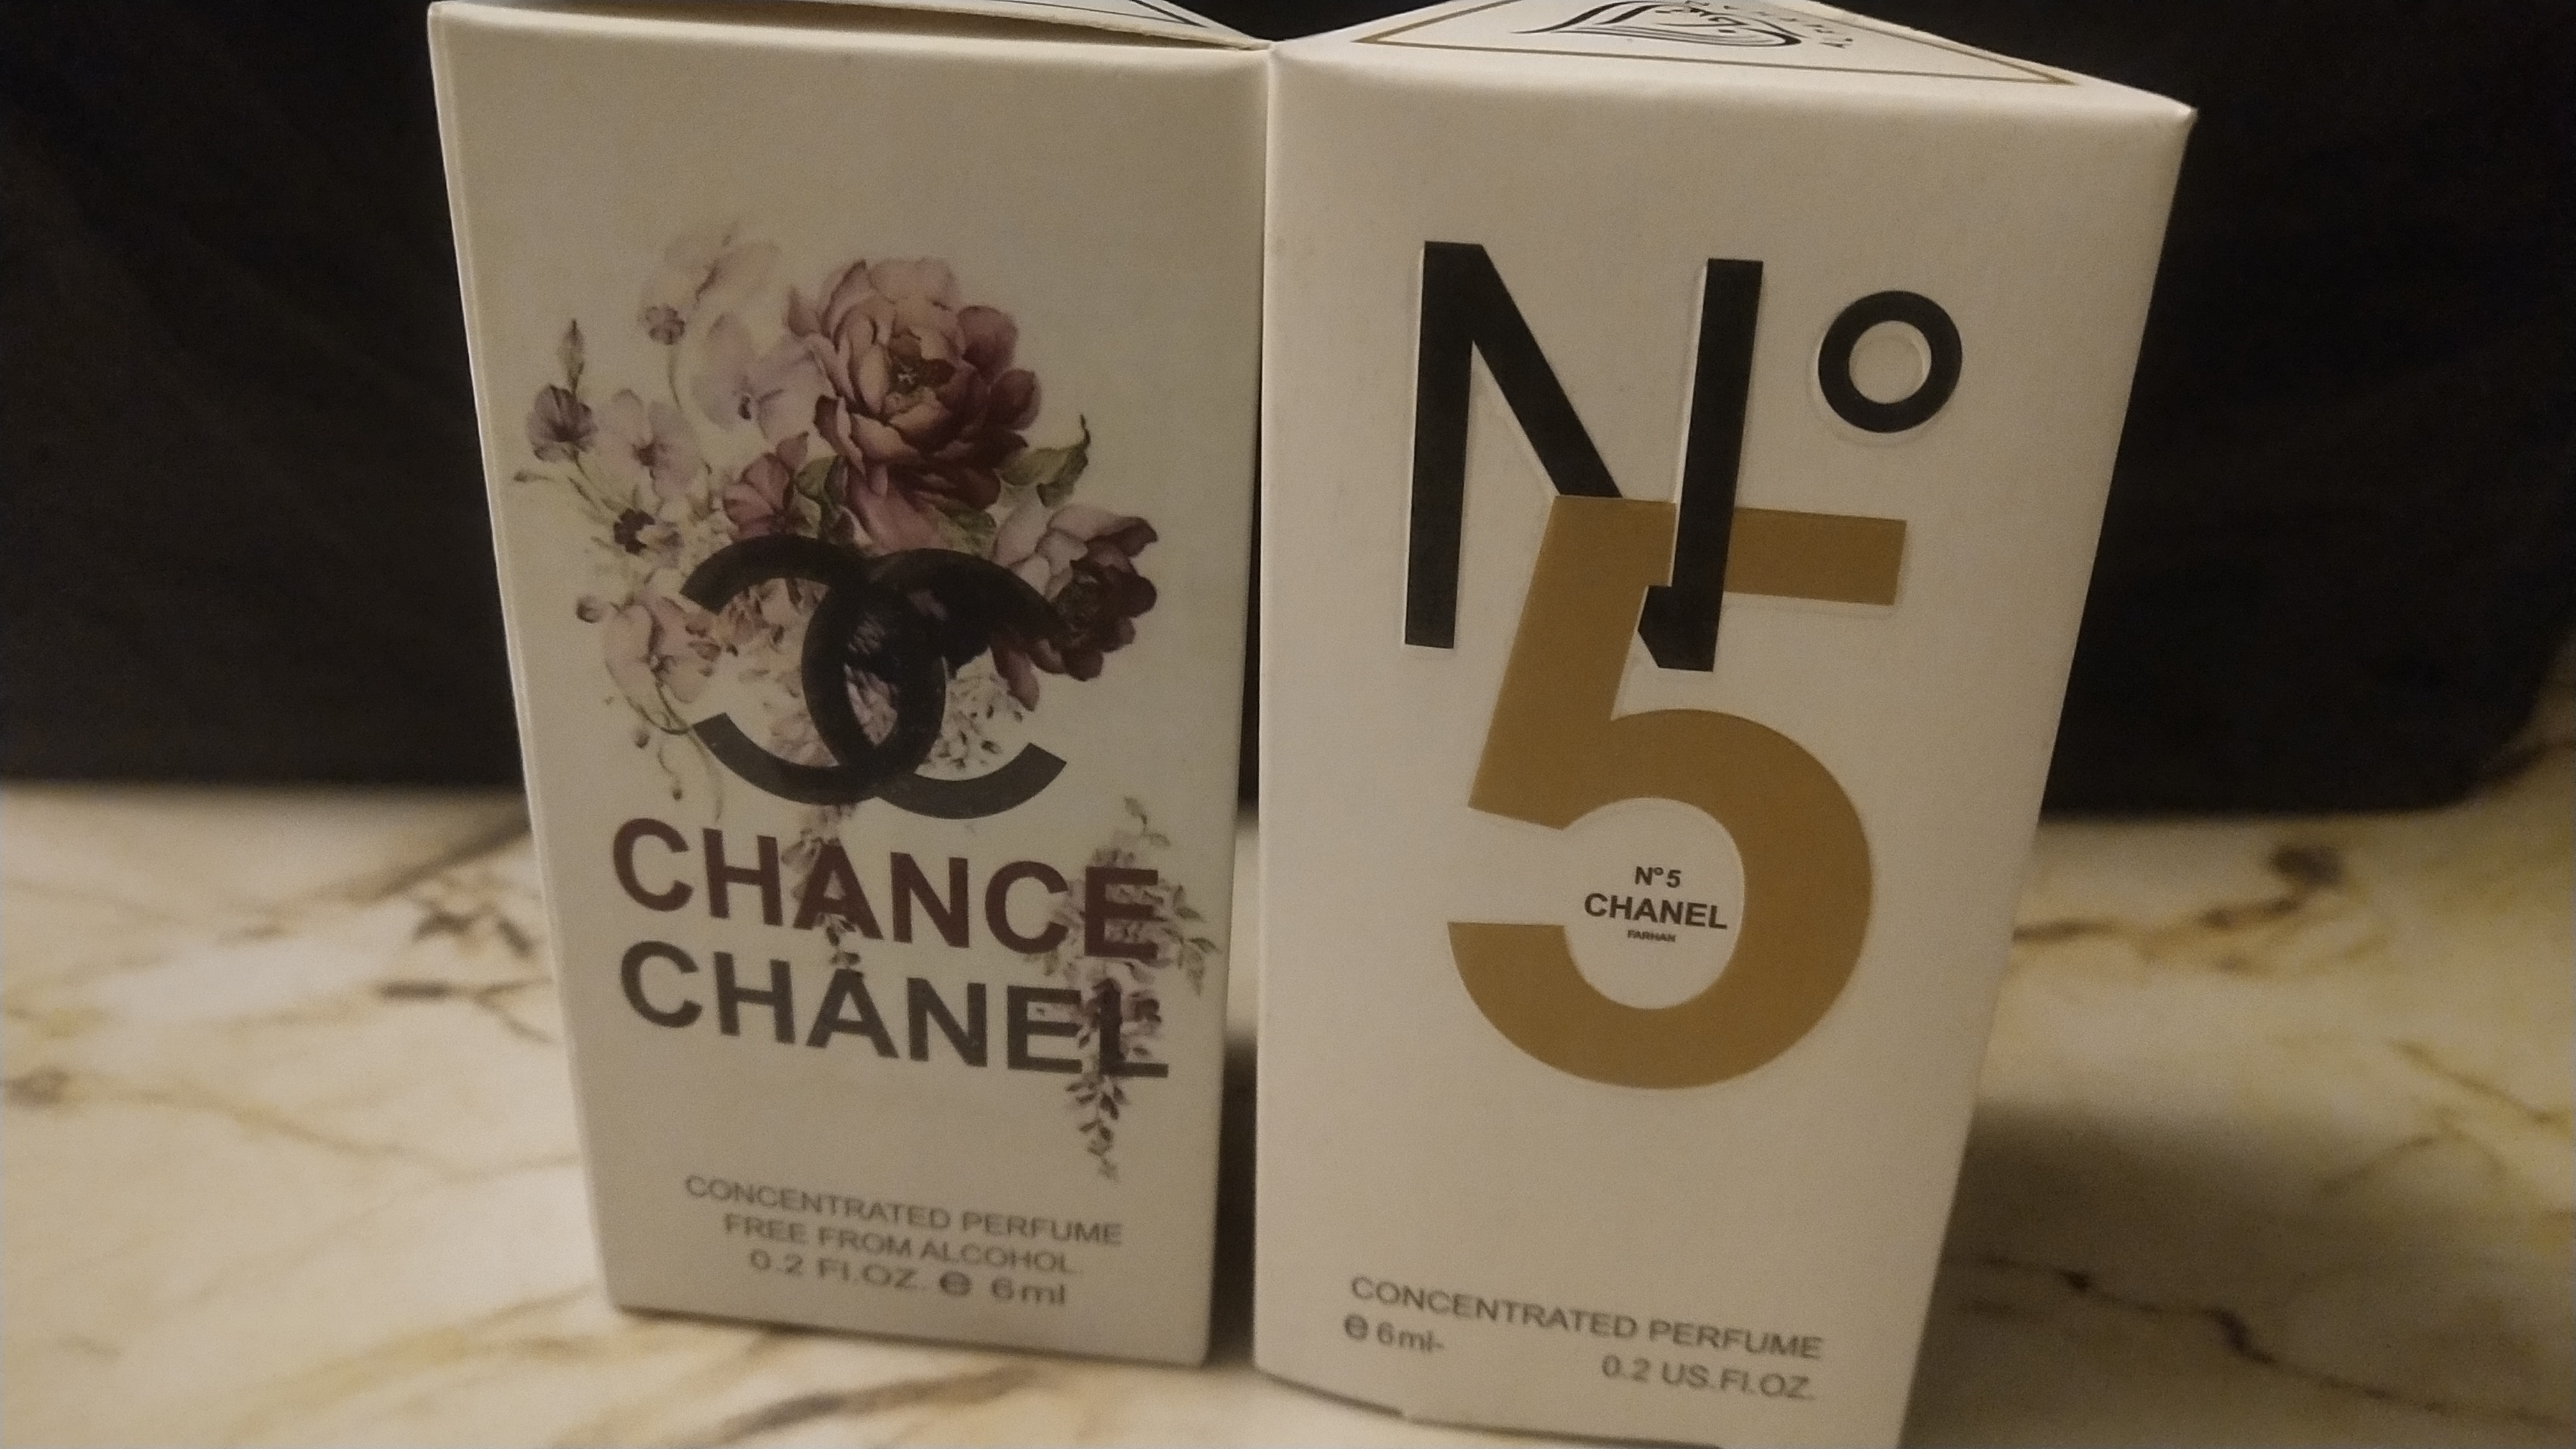 CHANCE
CHANEL
CONCENTRATED PERFUME
FREE FROM ALCOHOL.
0.2 Fl.OZ. ℮ 6ml
N°
5
N°5
CHANEL
FARHAN
CONCENTRATED PERFUME
℮ 6ml-
0.2 US.Fl.OZ.